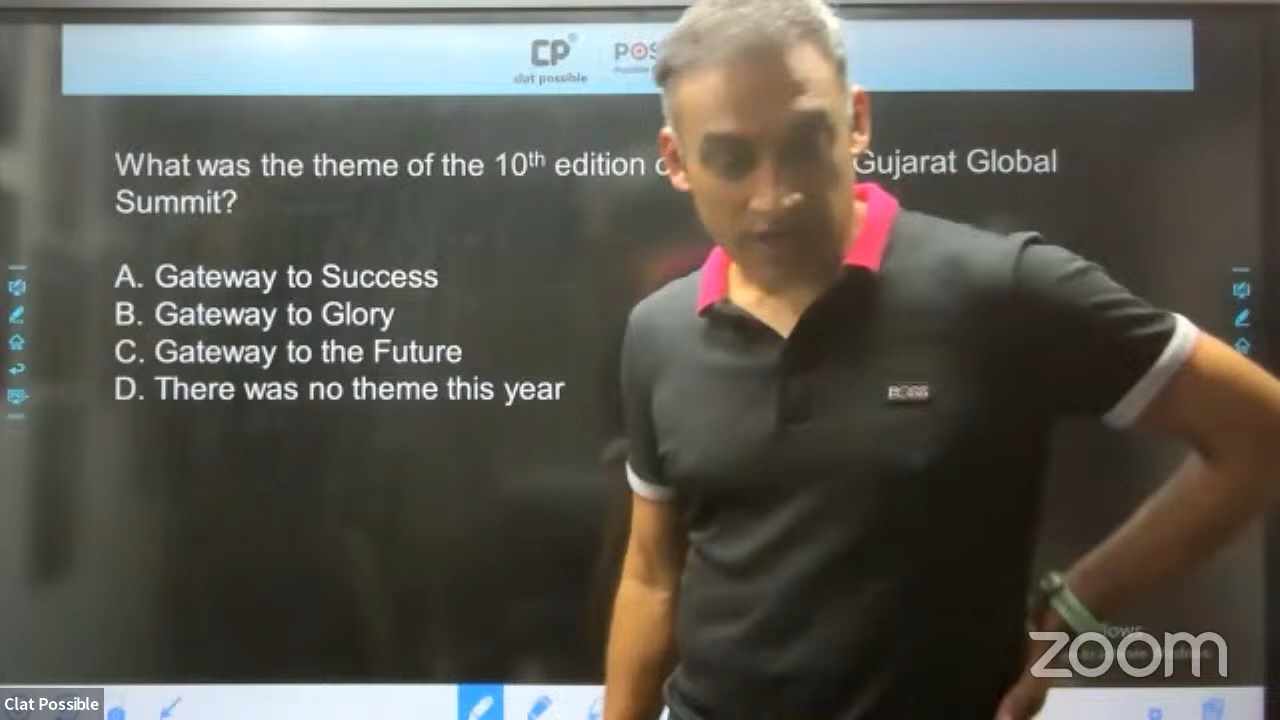 CP
clat possible
POS
What was the theme of the 10th edition Gujarat Global
Summit?
A. Gateway to Success
B. Gateway to Glory
C. Gateway to the Future
D. There was no theme this year
BOSS
zoom
Clat Possible